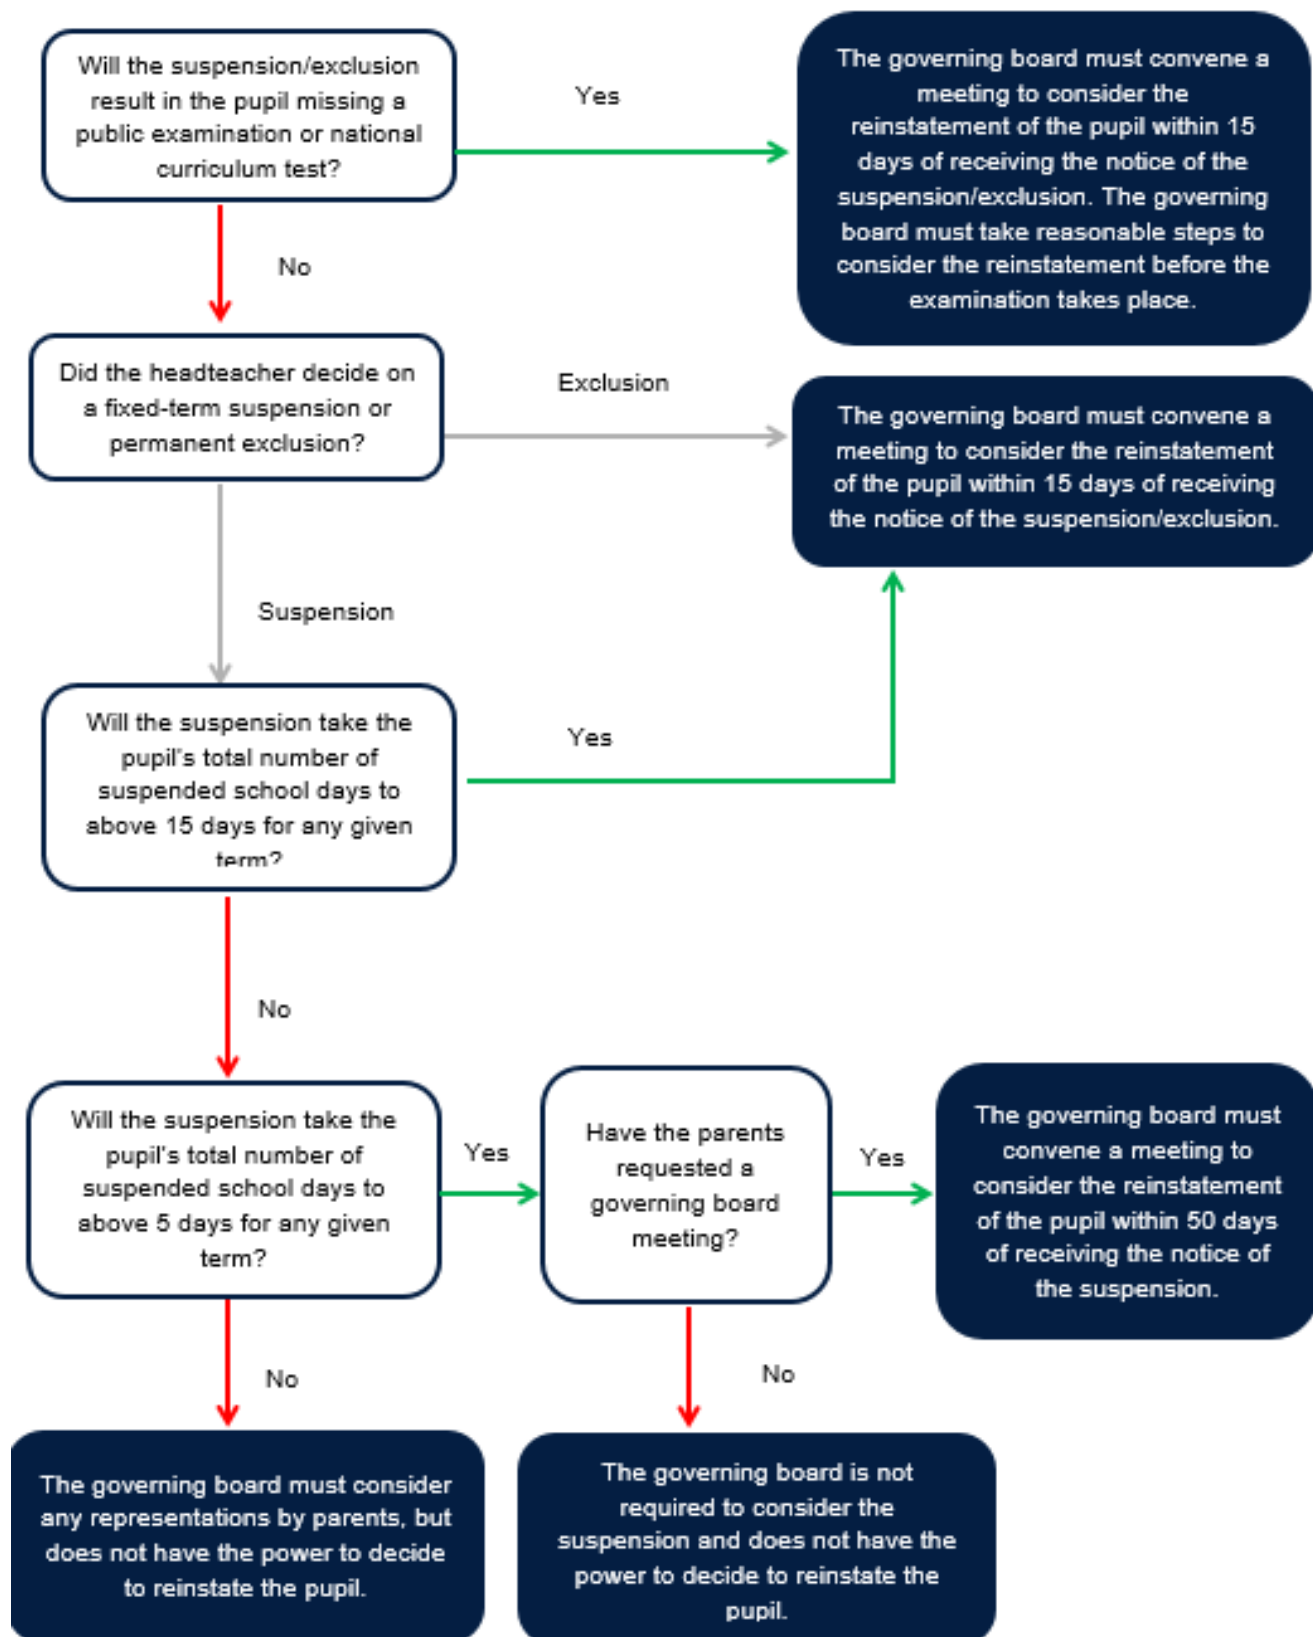 Will the suspension/exclusion
result in the pupil missing a
public examination or national
curriculum test?
Yes
The governing board must convene a
meeting to consider the
reinstatement of the pupil within 15
days of receiving the notice of the
suspension/exclusion. The governing
board must take reasonable steps to
consider the reinstatement before the
examination takes place.
No
Did the headteacher decide on
a fixed-term suspension or
permanent exclusion?
Exclusion
The governing board must convene a
meeting to consider the reinstatement
of the pupil within 15 days of receiving
the notice of the suspension/exclusion.
Suspension
Will the suspension take the
pupil's total number of
suspended school days to
above 15 days for any given
term?
Yes
No
Will the suspension take the
pupil's total number of
suspended school days to
above 5 days for any given
term?
Yes
Have the parents
requested a
governing board
meeting?
Yes
The governing board must
convene a meeting to
consider the reinstatement
of the pupil within 50 days
of receiving the notice of
the suspension.
No
No
The governing board must consider
any representations by parents, but
does not have the power to decide
to reinstate the pupil.
The governing board is not
required to consider the
suspension and does not have the
power to decide to reinstate the
pupil.